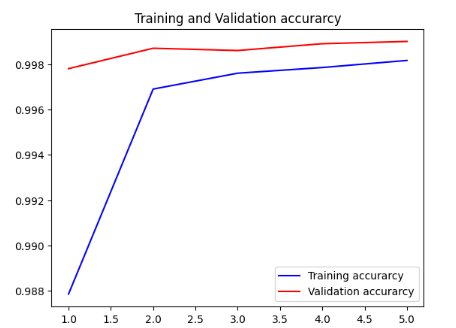 Training and Validation accurarcy
0.998
0.996
0.994
0.992
0.990
0.988
1.0 1.5 2.0 2.5 3.0 3.5 4.0 4.5 5.0
Training accurarcy
Validation accurarcy